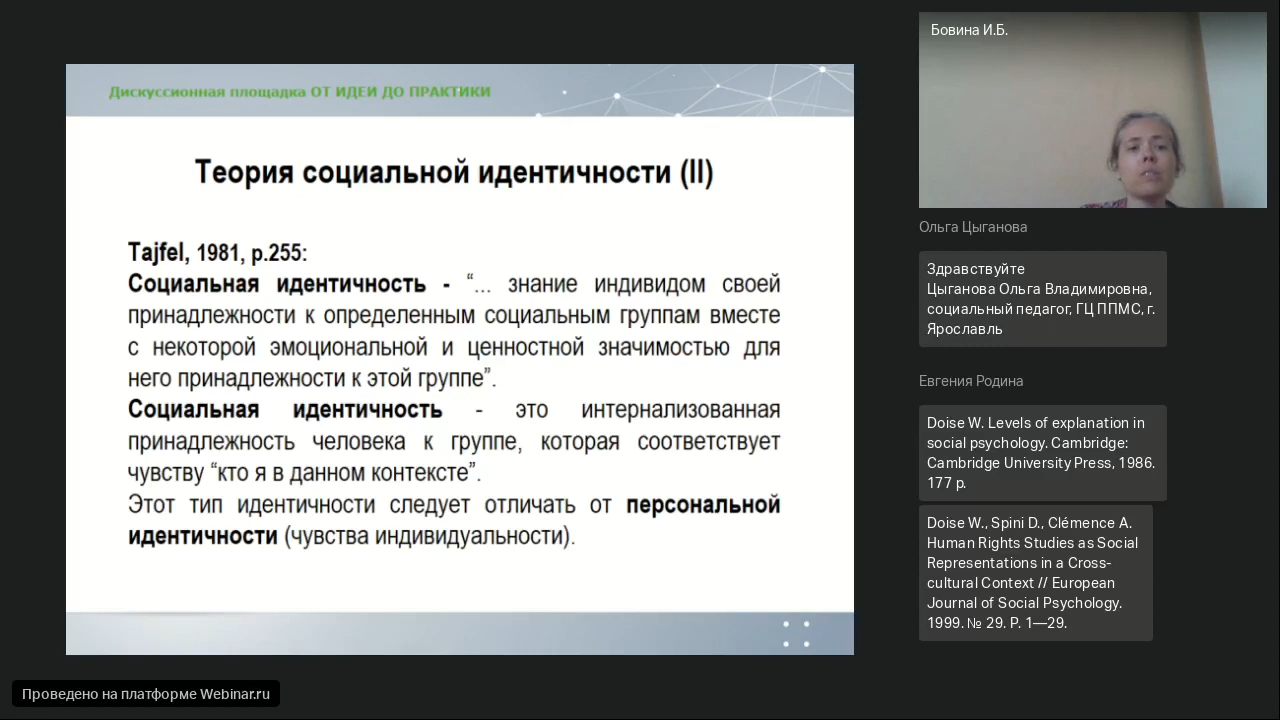 Дискуссионная площадка ОТ ИДЕИ ДО ПРАКТИКИ
Теория социальной идентичности (II)
Tajfel, 1981, p.255:
Социальная идентичность - “... знание индивидом своей
принадлежности к определенным социальным группам вместе
с некоторой эмоциональной и ценностной значимостью для
него принадлежности к этой группе”.
Социальная идентичность - это интернализованная
принадлежность человека к группе, которая соответствует
чувству “кто я в данном контексте”.
Этот тип идентичности следует отличать от персональной
идентичности (чувства индивидуальности).
Проведено на платформе Webinar.ru
Бовина И.Б.
Ольга Цыганова
Здравствуйте
Цыганова Ольга Владимировна,
социальный педагог, ГЦ ППМС, г.
Ярославль
Евгения Родина
Doise W. Levels of explanation in
social psychology. Cambridge:
Cambridge University Press, 1986.
177 p.
Doise W., Spini D., Clémence A.
Human Rights Studies as Social
Representations in a Cross-
cultural Context // European
Journal of Social Psychology.
1999. № 29. P. 1—29.